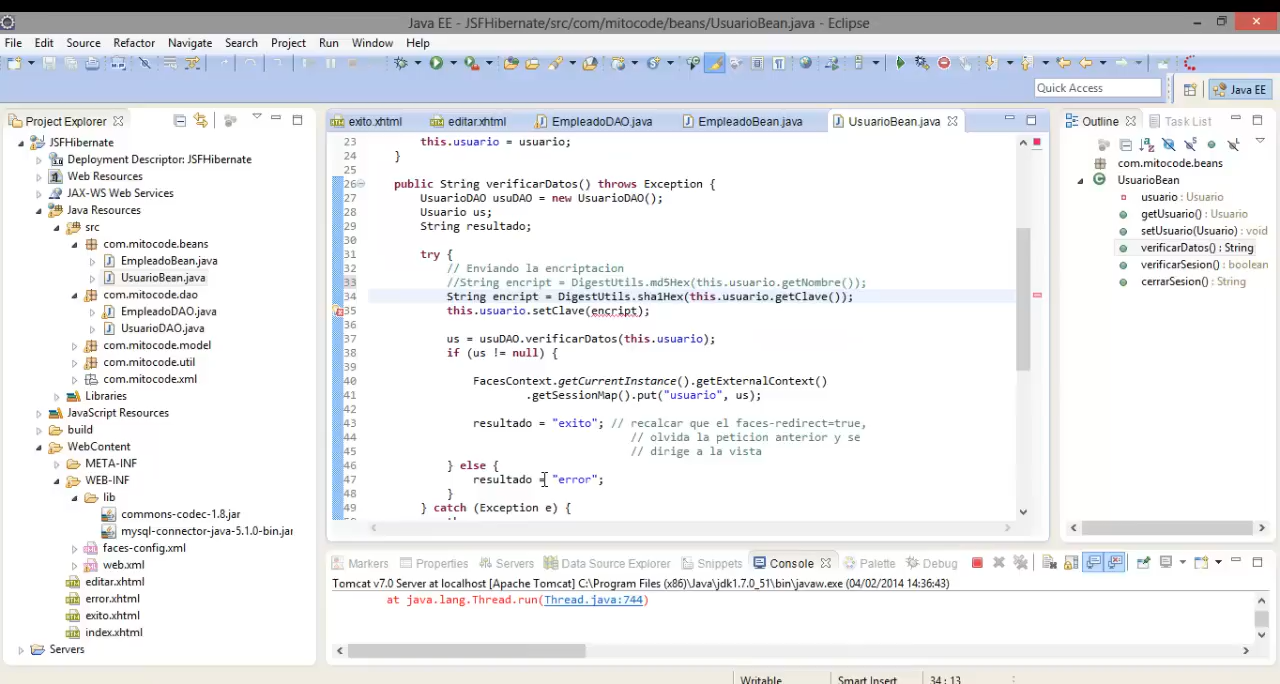 Java EE - JSFHibernate/src/com/mitocode/beans/UsuarioBean.java - Eclipse
File Edit Source Refactor Navigate Search Project Run Window Help
Quick Access
Java EE
Project Explorer
JSFHibernate
Deployment Descriptor: JSFHibernate
Web Resources
JAX-WS Web Services
Java Resources
src
com.mitocode.beans
EmpleadoBean.java
UsuarioBean.java
com.mitocode.dao
EmpleadoDAO.java
UsuarioDAO.java
com.mitocode.model
com.mitocode.util
com.mitocode.xml
Libraries
JavaScript Resources
build
WebContent
META-INF
WEB-INF
lib
commons-codec-1.8.jar
mysql-connector-java-5.1.0-bin.jar
faces-config.xml
web.xml
editar.xhtml
error.xhtml
exito.xhtml
index.xhtml
Servers
exito.xhtml editar.xhtml EmpleadoDAO.java EmpleadoBean.java UsuarioBean.java
23 this.usuario = usuario;
24 }
25
26 public String verificarDatos() throws Exception {
27 UsuarioDAO usuDAO = new UsuarioDAO();
28 Usuario us;
29 String resultado;
30
31 try {
32 // Enviando la encriptacion
33 //String encript = DigestUtils.md5Hex(this.usuario.getNombre());
34 String encript = DigestUtils.sha1Hex(this.usuario.getClave());
35 this.usuario.setClave(encript);
36
37 us = usuDAO.verificarDatos(this.usuario);
38 if (us != null) {
39
40 FacesContext.getCurrentInstance().getExternalContext()
41 .getSessionMap().put("usuario", us);
42
43 resultado = "exito"; // recalcar que el faces-redirect=true,
44 // olvida la peticion anterior y se
45 // dirige a la vista
46 } else {
47 resultado = "error";
48 }
49 } catch (Exception e) {
Outline Task List
com.mitocode.beans
UsuarioBean
usuario : Usuario
getUsuario() : Usuario
setUsuario(Usuario) : void
verificarDatos() : String
verificarSesion() : boolean
cerrarSesion() : String
Markers Properties Servers Data Source Explorer Snippets Console Palette Debug
Tomcat v7.0 Server at localhost [Apache Tomcat] C:\Program Files (x86)\Java\jdk1.7.0_51\bin\javaw.exe (04/02/2014 14:36:43)
at java.lang.Thread.run(Thread.java:744)
Writable Smart Insert 34 : 13